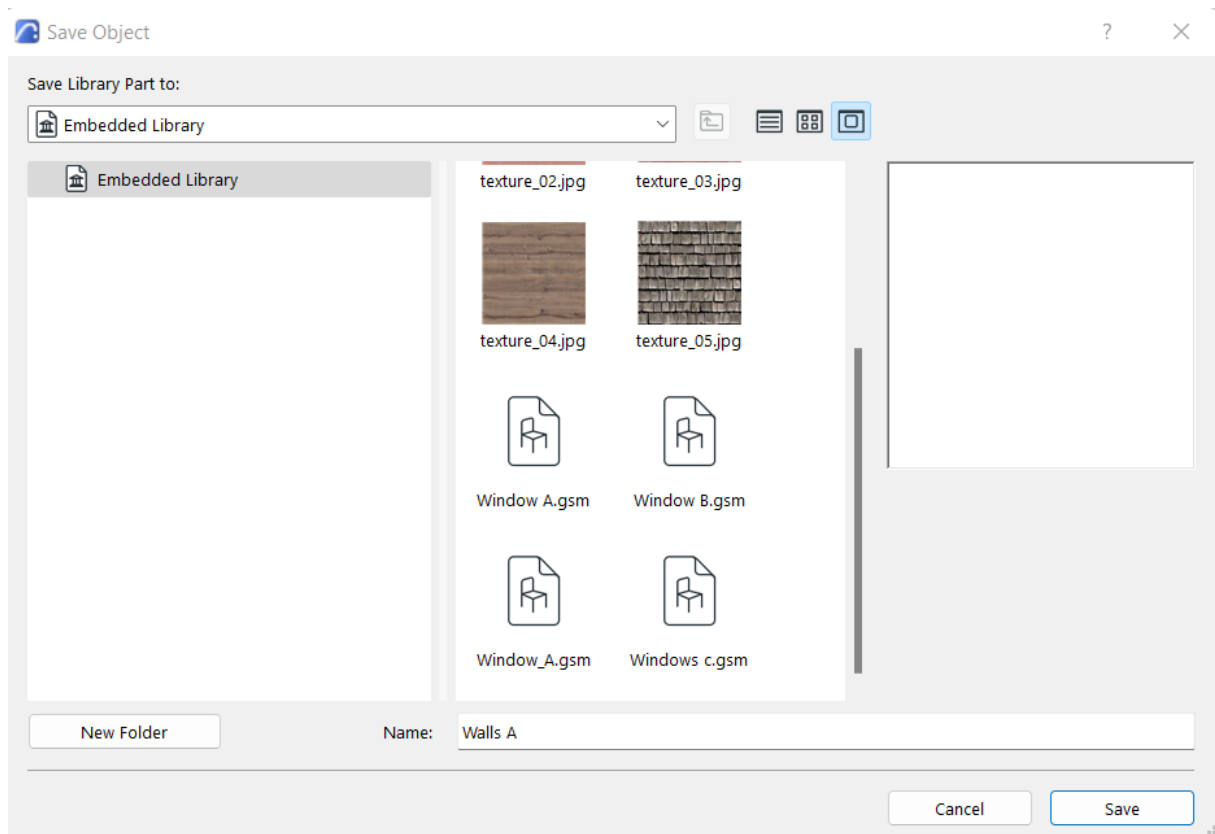 Save Object
?
Save Library Part to:
Embedded Library
Embedded Library
texture_02.jpg texture_03.jpg
texture_04.jpg texture_05.jpg
Window A.gsm Window B.gsm
Window_A.gsm Windows c.gsm
New Folder Name: Walls A
Cancel Save